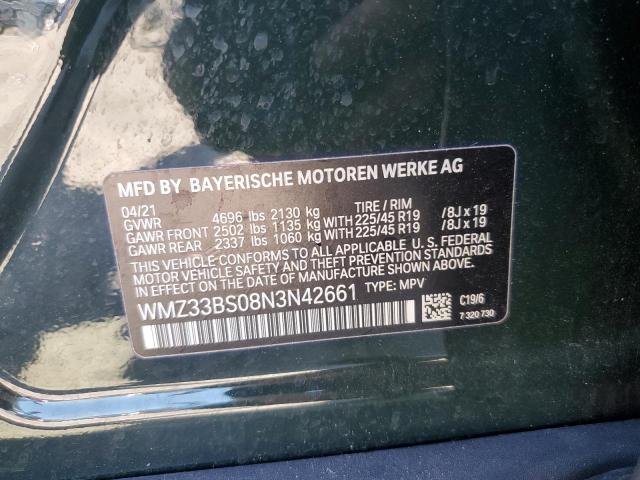 MFD BY BAYERISCHE MOTOREN WERKE AG
04/21 TIRE / RIM
GVWR 4696 lbs 2130 kg
GAWR FRONT 2502 lbs 1135 kg WITH 225/45 R19 /8J x 19
GAWR REAR 2337 lbs 1060 kg WITH 225/45 R19 /8J x 19
THIS VEHICLE CONFORMS TO ALL APPLICABLE U. S. FEDERAL
MOTOR VEHICLE SAFETY, BUMPER, AND THEFT PREVENTION
STANDARDS IN EFFECT ON THE DATE OF MANUFACTURE SHOWN ABOVE.
WMZ33BS08N3N42661 TYPE: MPV
C19/6
7 320 730